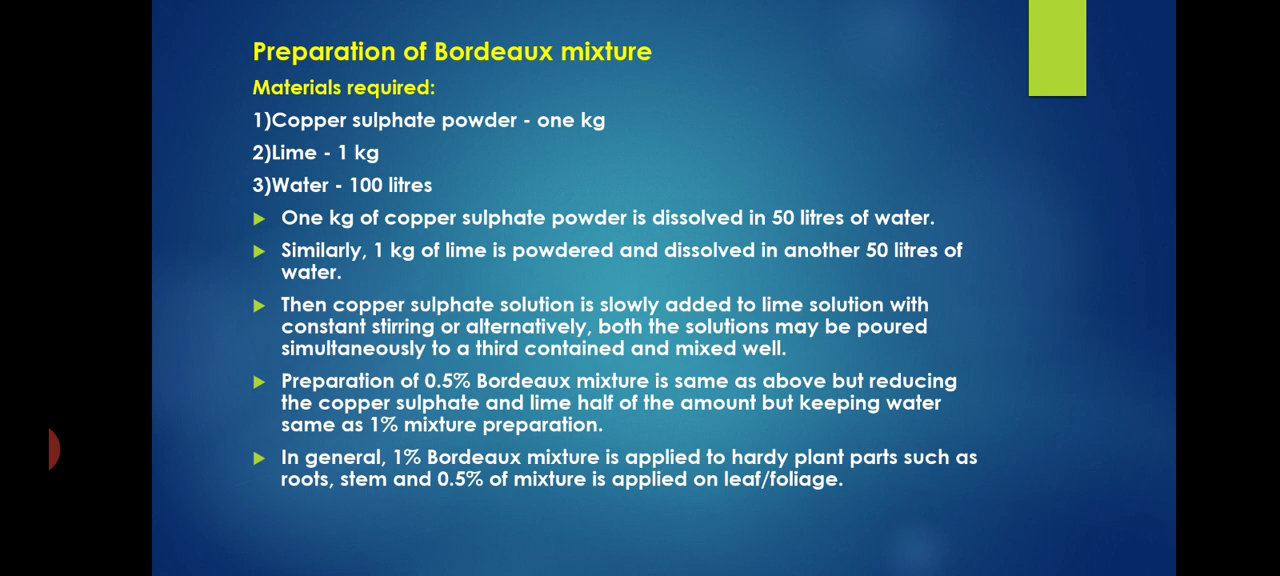 Preparation of Bordeaux mixture
Materials required:
1)Copper sulphate powder - one kg
2)Lime - 1 kg
3)Water - 100 litres
One kg of copper sulphate powder is dissolved in 50 litres of water.
Similarly, 1 kg of lime is powdered and dissolved in another 50 litres of
water.
Then copper sulphate solution is slowly added to lime solution with
constant stirring or alternatively, both the solutions may be poured
simultaneously to a third contained and mixed well.
Preparation of 0.5% Bordeaux mixture is same as above but reducing
the copper sulphate and lime half of the amount but keeping water
same as 1% mixture preparation.
In general, 1% Bordeaux mixture is applied to hardy plant parts such as
roots, stem and 0.5% of mixture is applied on leaf/foliage.